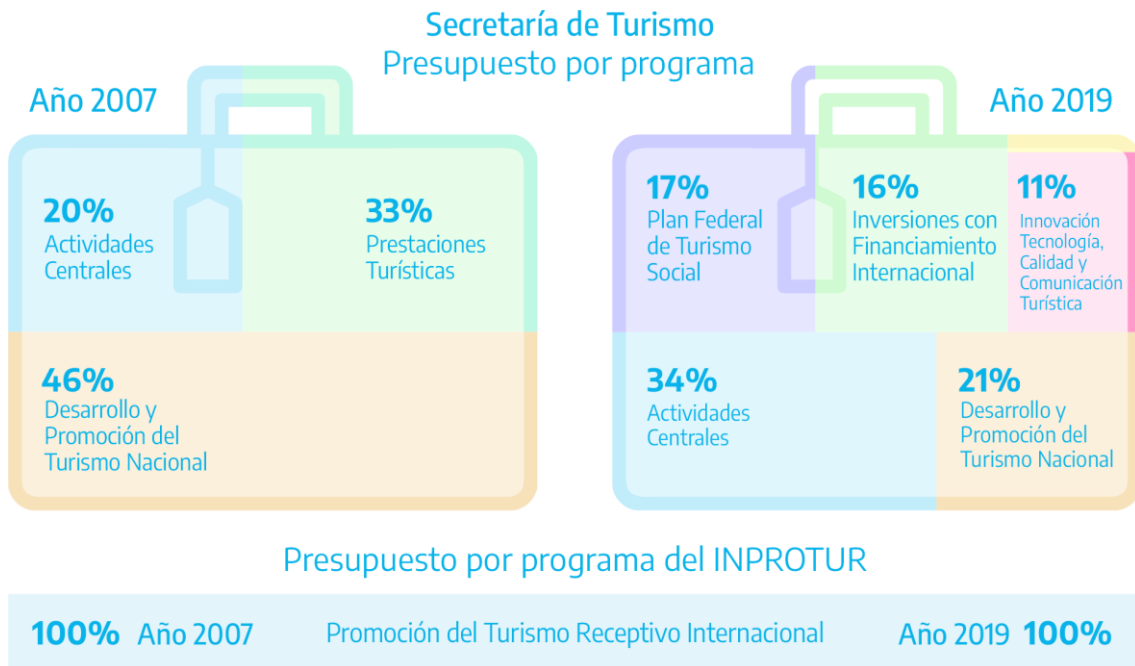 Secretaría de Turismo
Presupuesto por programa
Año 2007
20%
Actividades
Centrales
33%
Prestaciones
Turísticas
46%
Desarrollo y
Promoción del
Turismo Nacional
Año 2019
17%
Plan Federal
de Turismo
Social
16%
Inversiones con
Financiamiento
Internacional
11%
Innovación
Tecnología,
Calidad y
Comunicación
Turística
34%
Actividades
Centrales
21%
Desarrollo y
Promoción del
Turismo Nacional
Presupuesto por programa del INPROTUR
100% Año 2007 Promoción del Turismo Receptivo Internacional Año 2019 100%